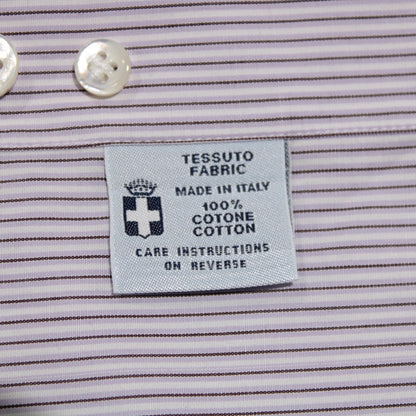 TESSUTO
FABRIC
MADE IN ITALY
100%
COTONE
COTTON
CARE INSTRUCTIONS
ON REVERSE